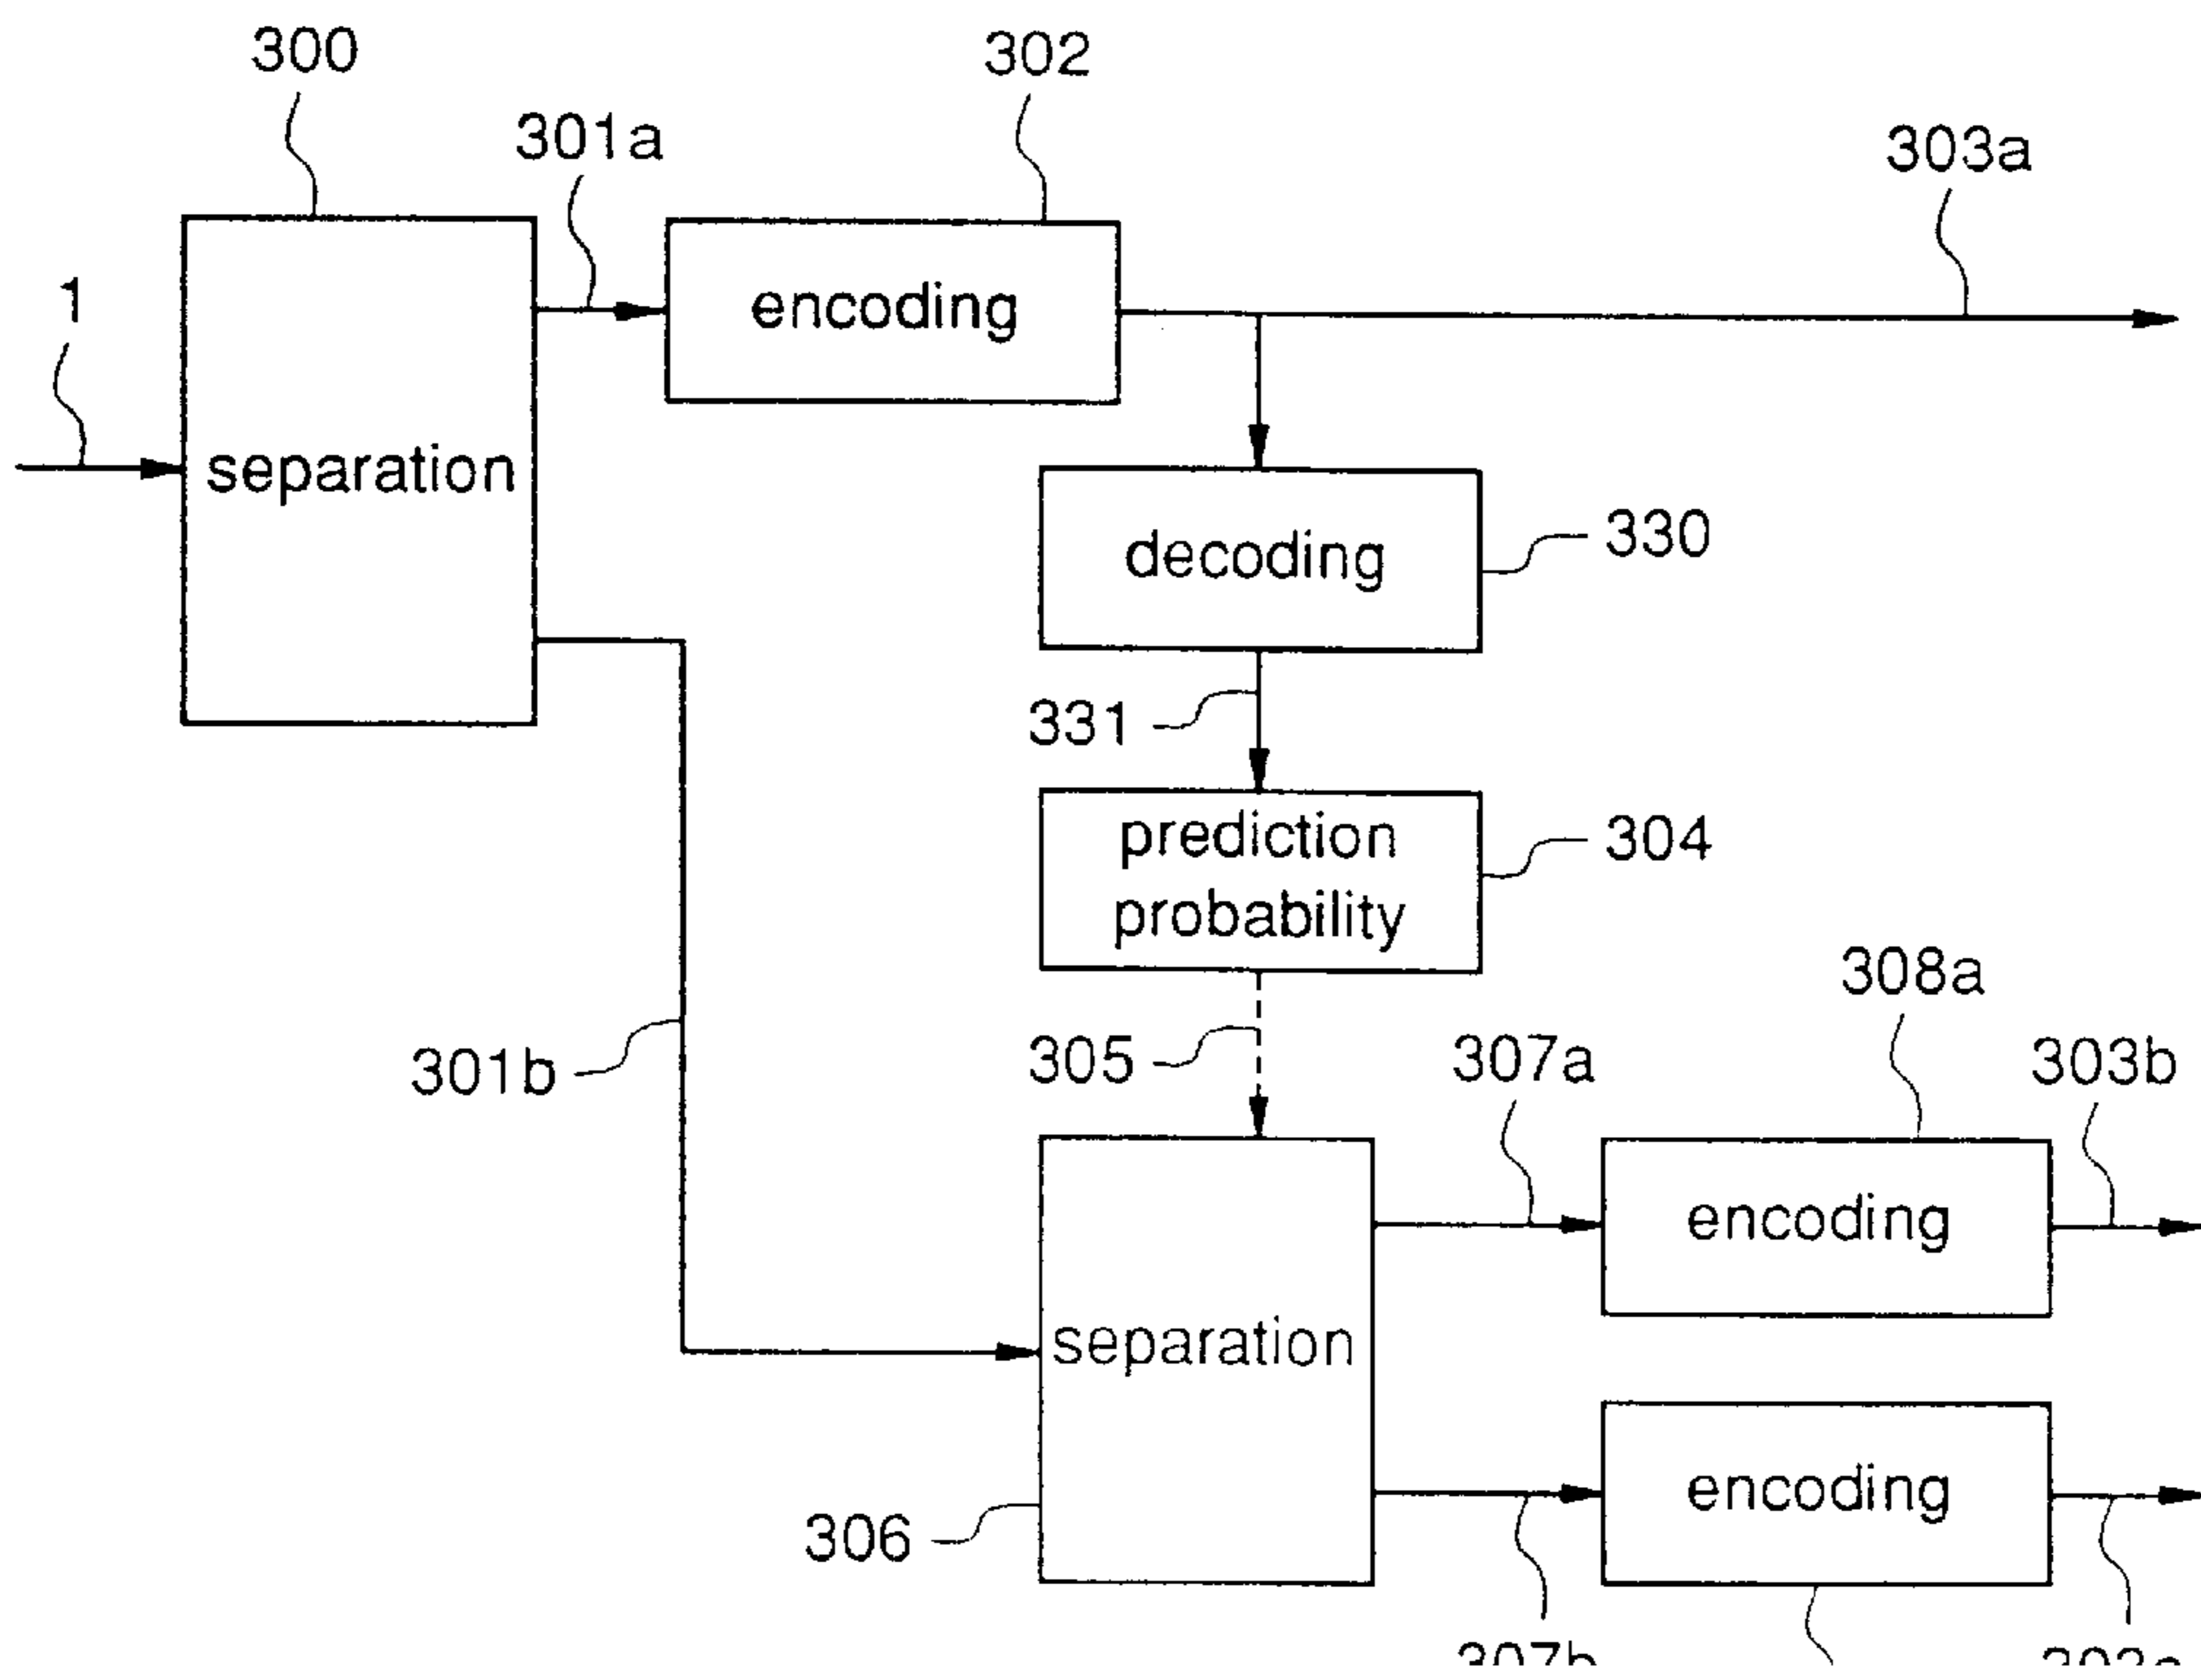 300
302
301a
303a
1
encoding
separation
decoding
330
331
prediction
probability
304
308a
305
307a
303b
301b
encoding
separation
encoding
306
307b